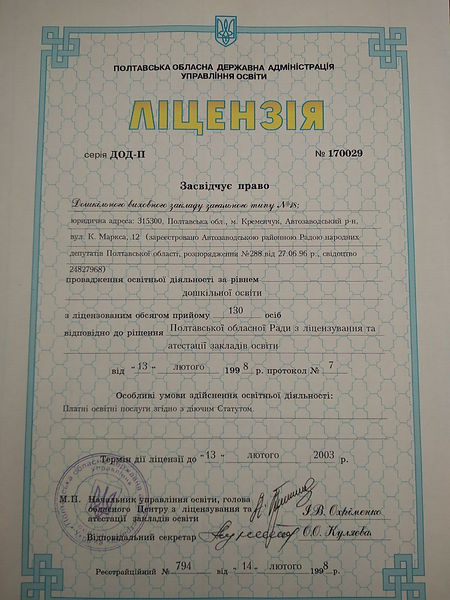 ПОЛТАВСЬКА ОБЛАСНА ДЕРЖАВНА АДМІНІСТРАЦІЯ
УПРАВЛІННЯ ОСВІТИ
ЛІЦЕНЗІЯ
серія ДОД-П № 170029
Засвідчує право
Дошкільного виховного закладу загального типу №18;
юридична адреса: 315300, Полтавська обл., м. Кременчук, Автозаводський р-н,
вул. К. Маркса, 12 (зареєстровано Автозаводською районною Радою народних
депутатів Полтавської області, розпорядження №288 від 27.06 96 р., свідоцтво
24827968)
провадження освітньої діяльності за рівнем
дошкільної освіти
з ліцензованим обсягом прийому 130 осіб
відповідно до рішення Полтавської обласної Ради з ліцензування та
атестації закладів освіти
від "13" лютого 1998 р. протокол № 7
Особливі умови здійснення освітньої діяльності:
Платні освітні послуги згідно з діючим Статутом.
Термін дії ліцензії до "13" лютого 2003 р.
М.П. Начальник управління освіти, голова
обласного Центру з ліцензування та
атестації закладів освіти І.В. Охріменко
Відповідальний секретар О.О. Куляєва
Реєстраційний № 794 від "14" лютого 1998